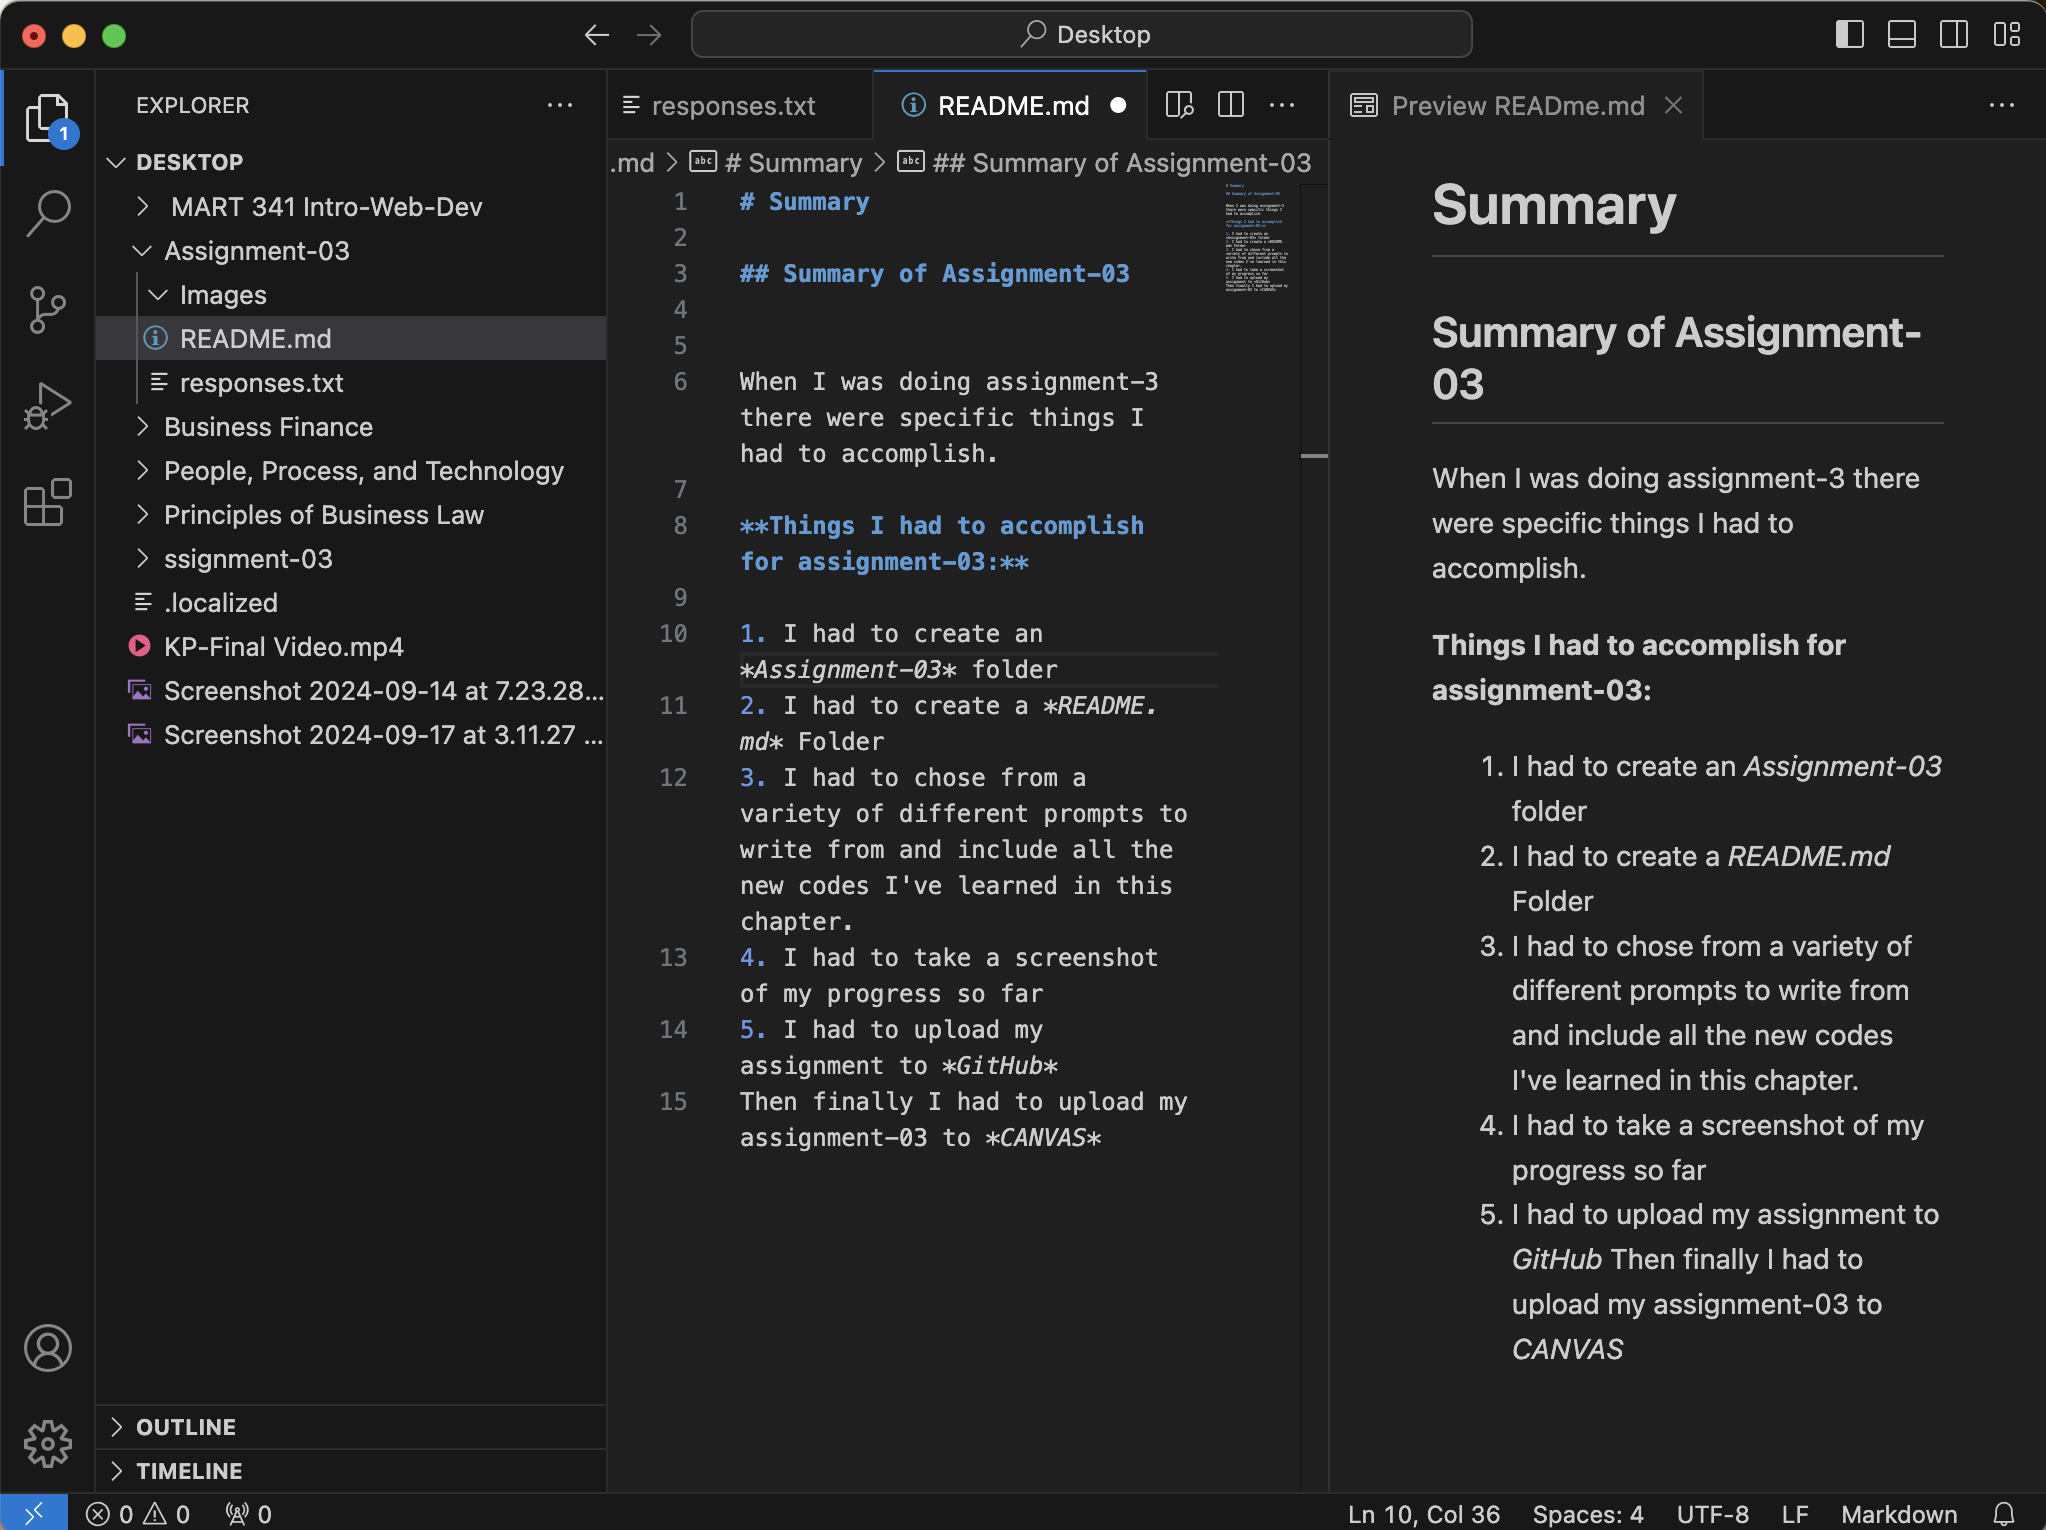 Desktop
EXPLORER
1
DESKTOP
MART 341 Intro-Web-Dev
Assignment-03
Images
README.md
responses.txt
Business Finance
People, Process, and Technology
Principles of Business Law
ssignment-03
.localized
KP-Final Video.mp4
Screenshot 2024-09-14 at 7.23.28...
Screenshot 2024-09-17 at 3.11.27 ...
OUTLINE
TIMELINE
responses.txt
README.md
.md > abc # Summary > abc ## Summary of Assignment-03
1 # Summary
2
3 ## Summary of Assignment-03
4
5
6 When I was doing assignment-3
there were specific things I
had to accomplish.
7
8 **Things I had to accomplish
for assignment-03:**
9
10 1. I had to create an
*Assignment-03* folder
11 2. I had to create a *README.
md* Folder
12 3. I had to chose from a
variety of different prompts to
write from and include all the
new codes I've learned in this
chapter.
13 4. I had to take a screenshot
of my progress so far
14 5. I had to upload my
assignment to *GitHub*
15 Then finally I had to upload my
assignment-03 to *CANVAS*
Preview READme.md
Summary
Summary of Assignment-
03
When I was doing assignment-3 there
were specific things I had to
accomplish.
Things I had to accomplish for
assignment-03:
1. I had to create an Assignment-03
folder
2. I had to create a README.md
Folder
3. I had to chose from a variety of
different prompts to write from
and include all the new codes
I've learned in this chapter.
4. I had to take a screenshot of my
progress so far
5. I had to upload my assignment to
GitHub Then finally I had to
upload my assignment-03 to
CANVAS
0 0 0
Ln 10, Col 36 Spaces: 4 UTF-8 LF Markdown